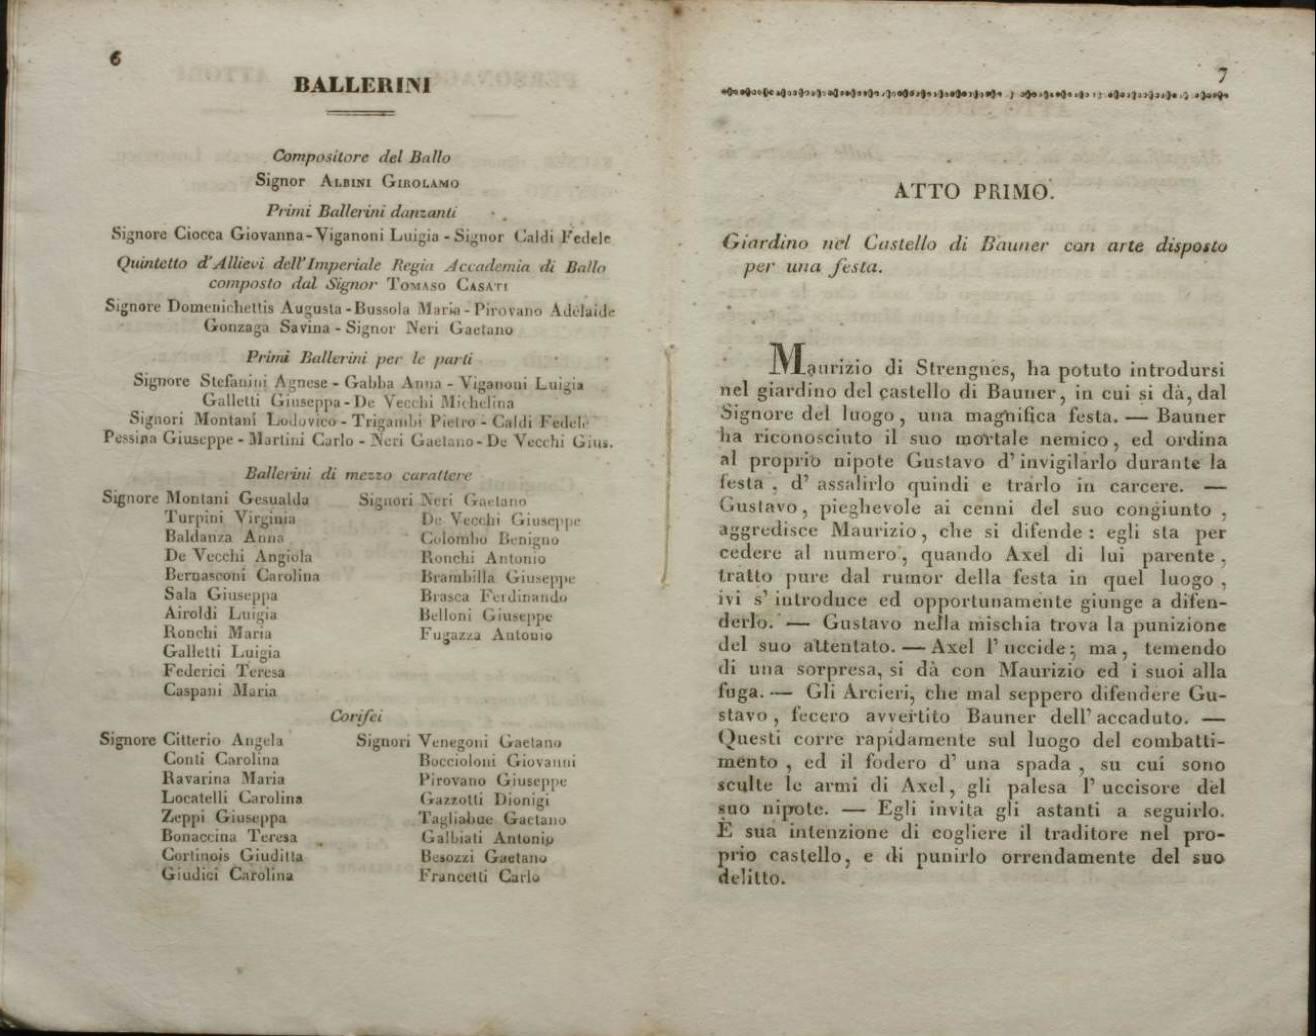 6
BALLERINI
Compositore del Ballo
Signor ALBINI GIROLAMO
Primi Ballerini danzanti
Signore Ciocca Giovanna-Viganoni Luigia - Signor Caldi Fedele
Quintetto d'Allievi dell'Imperiale Regia Accademia di Ballo
composto dal Signor TOMASO CASATI
Signore Domenichettis Augusta - Bussola Maria - Pirovano Adelaide
Gonzaga Savina - Signor Neri Gaetano
Primi Ballerini per le parti
Signore Stefanini Agnese - Gabba Anna - Viganoni Luigia
Galletti Giuseppa - De Vecchi Michelina
Signori Montani Lodovico - Trigambi Pietro - Caldi Fedele
Pessina Giuseppe - Martini Carlo - Neri Gaetano - De Vecchi Gius.
Ballerini di mezzo carattere
Signore Montani Gesualda
Turpini Virginia
Baldanza Anna
De Vecchi Angiola
Bernasconi Carolina
Sala Giuseppa
Airoldi Luigia
Ronchi Maria
Galletti Luigia
Federici Teresa
Caspani Maria
Signori Neri Gaetano
De Vecchi Giuseppe
Colombo Benigno
Ronchi Antonio
Brambilla Giuseppe
Brasca Ferdinando
Belloni Giuseppe
Fugazza Antonio
Corifei
Signore Citterio Angela
Conti Carolina
Ravarina Maria
Locatelli Carolina
Zeppi Giuseppa
Bonaccina Teresa
Cortinois Giuditta
Giudici Carolina
Signori Venegoni Gaetano
Boccioloni Giovanni
Pirovano Giuseppe
Gazzotti Dionigi
Tagliabue Gaetano
Galbiati Antonio
Besozzi Gaetano
Francetti Carlo
7
ATTO PRIMO.
Giardino nel Castello di Bauner con arte disposto
per una festa.
Maurizio di Strengnes, ha potuto introdursi
nel giardino del castello di Bauner, in cui si dà, dal
Signore del luogo, una magnifica festa. — Bauner
ha riconosciuto il suo mortale nemico, ed ordina
al proprio nipote Gustavo d' invigilarlo durante la
festa, d' assalirlo quindi e trarlo in carcere. —
Gustavo, pieghevole ai cenni del suo congiunto,
aggredisce Maurizio, che si difende: egli sta per
cedere al numero, quando Axel di lui parente,
tratto pure dal rumor della festa in quel luogo,
ivi s' introduce ed opportunamente giunge a difen-
derlo. — Gustavo nella mischia trova la punizione
del suo attentato. — Axel l' uccide; ma, temendo
di una sorpresa, si dà con Maurizio ed i suoi alla
fuga. — Gli Arcieri, che mal seppero difendere Gu-
stavo, fecero avvertito Bauner dell' accaduto. —
Questi corre rapidamente sul luogo del combatti-
mento, ed il fodero d' una spada, su cui sono
sculte le armi di Axel, gli palesa l' uccisore del
suo nipote. — Egli invita gli astanti a seguirlo.
È sua intenzione di cogliere il traditore nel pro-
prio castello, e di punirlo orrendamente del suo
delitto.